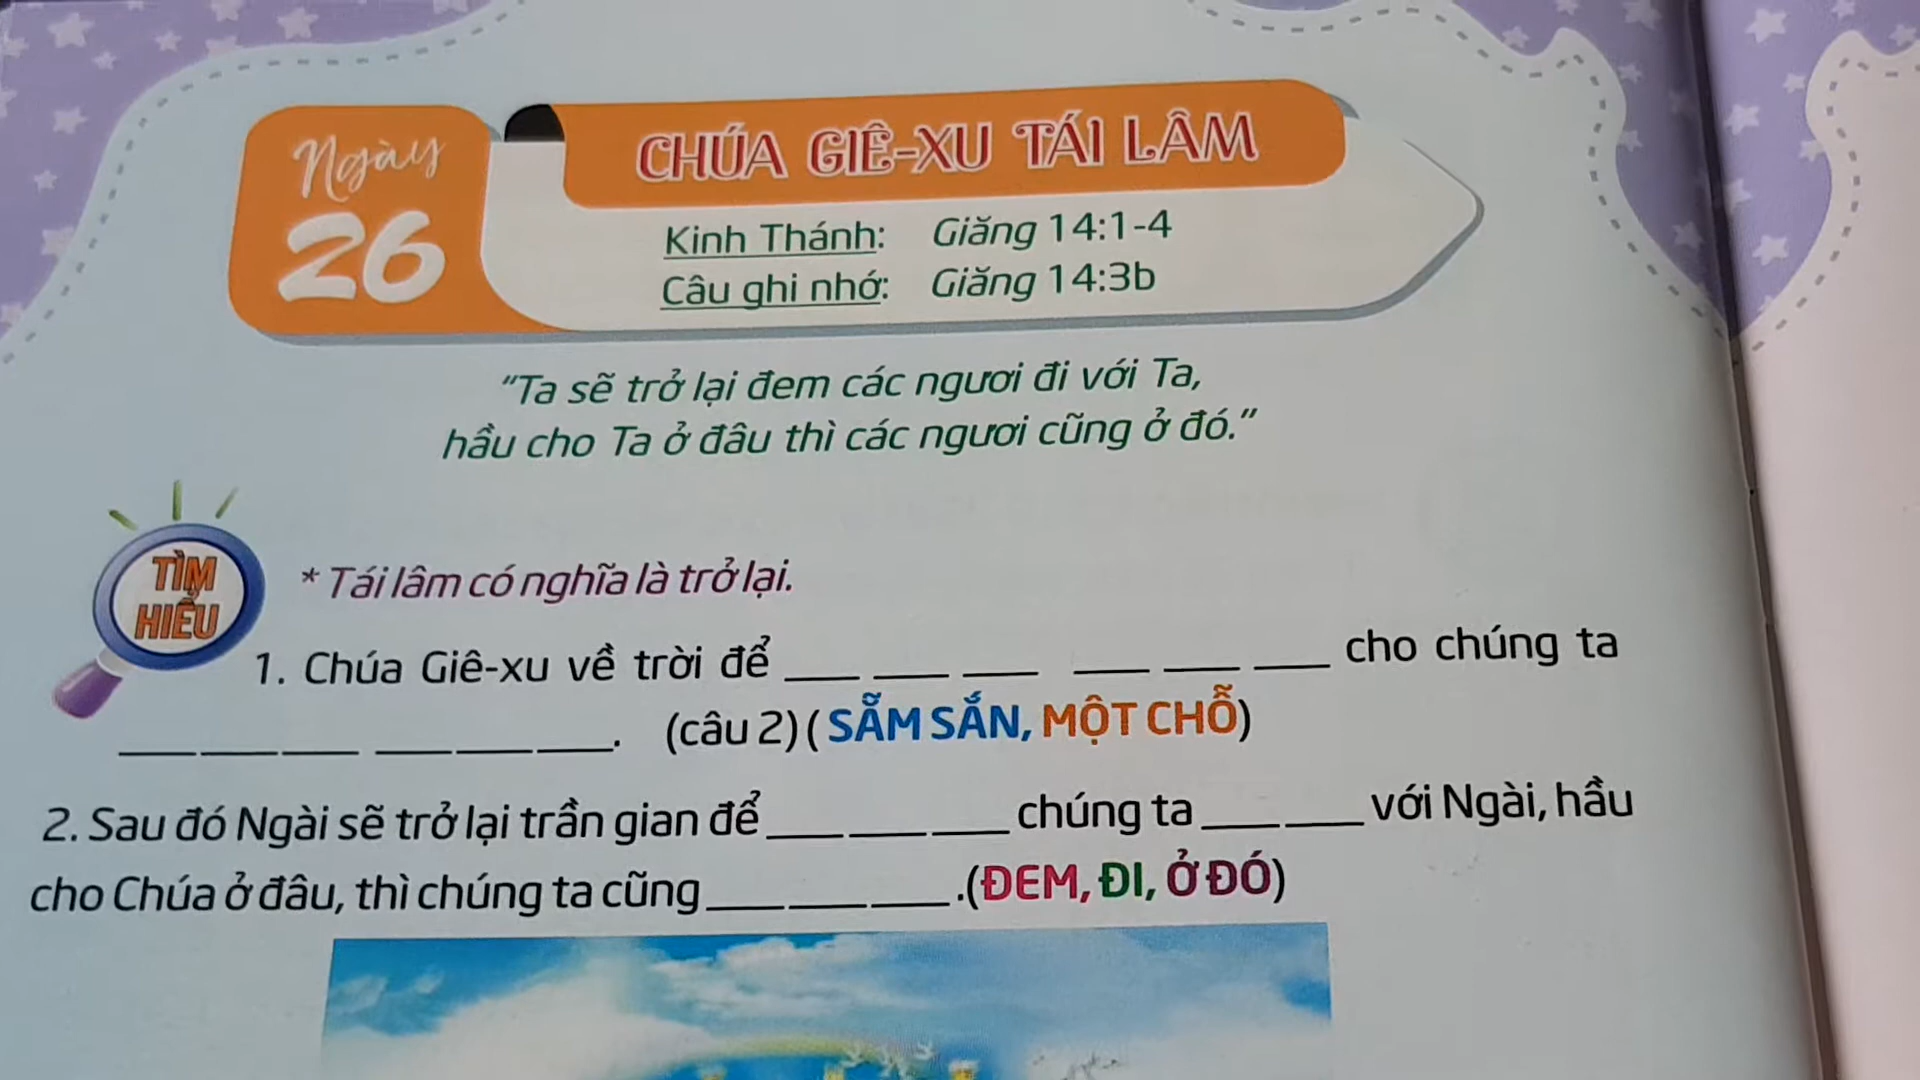 Ngày
26
CHÚA GIÊ-XU TÁI LÂM
Kinh Thánh: Giăng 14:1-4
Câu ghi nhớ: Giăng 14:3b
"Ta sẽ trở lại đem các ngươi đi với Ta,
hầu cho Ta ở đâu thì các ngươi cũng ở đó."
TÌM
HIỂU
* Tái lâm có nghĩa là trở lại.
1. Chúa Giê-xu về trời để ___ ___ ___ ___ ___ ___ cho chúng ta
___ ___ ___ ___ ___ ___. (câu 2) ( SẴM SẮN, MỘT CHỖ)
2. Sau đó Ngài sẽ trở lại trần gian để ___ ___ ___ chúng ta ___ ___ với Ngài, hầu
cho Chúa ở đâu, thì chúng ta cũng ___ ___ ___ .(ĐEM, ĐI, Ở ĐÓ)